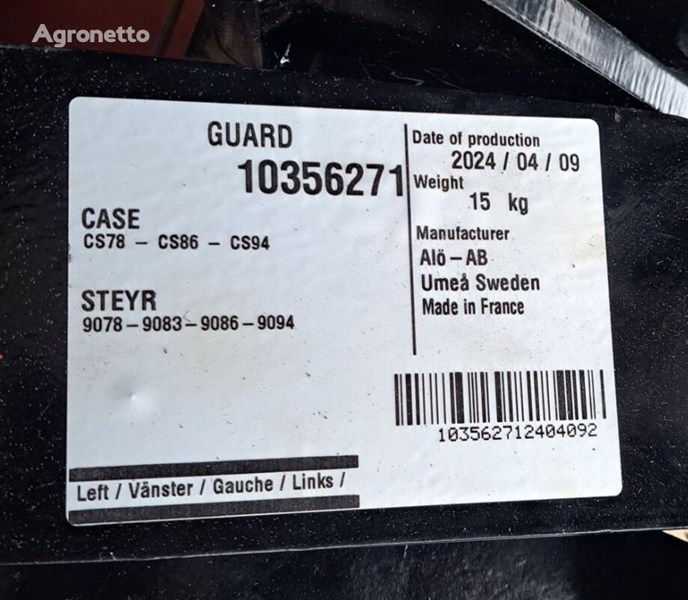 Agronetto
GUARD
10356271
CASE
CS78 – CS86 – CS94
STEYR
9078–9083–9086–9094
Date of production
2024 / 04 / 09
Weight
15 kg
Manufacturer
Alö–AB
Umeå Sweden
Made in France
103562712404092
Left / Vänster / Gauche / Links /